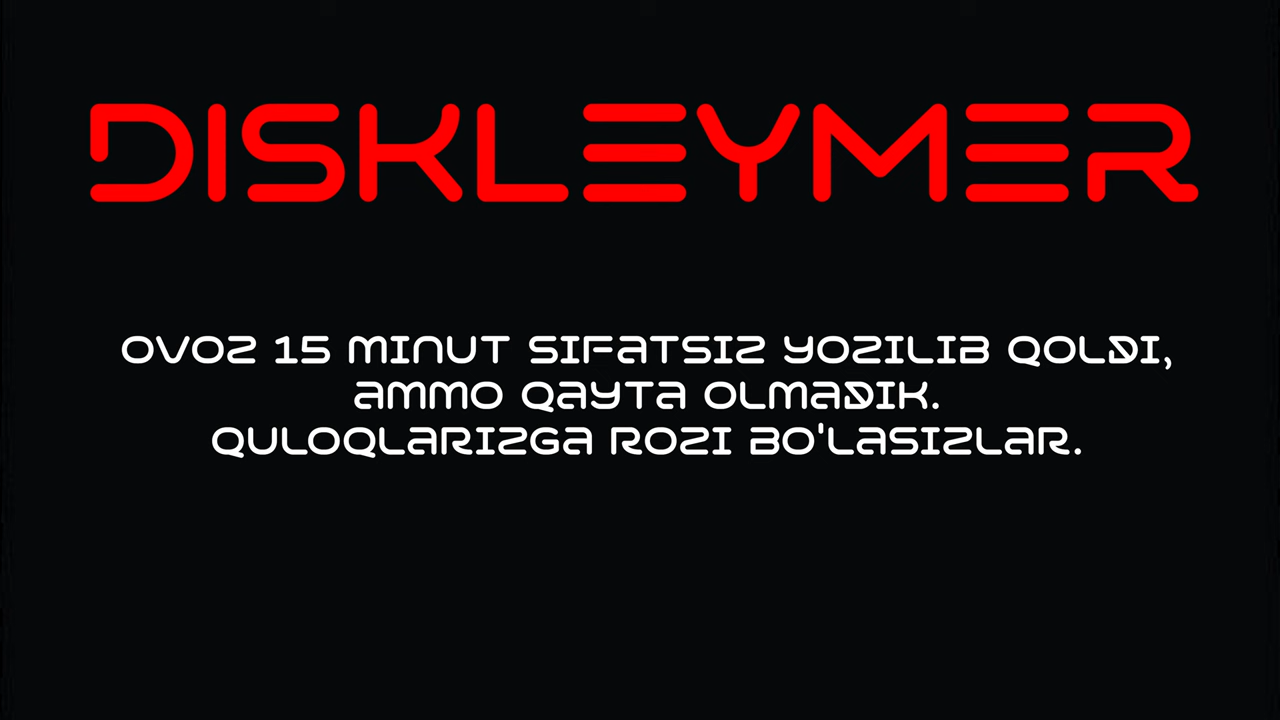 DISKLEYMER
OVOZ 15 MINUT SIFATSIZ YOZILIB QOLDI,
AMMO QAYTA OLMADIK.
QULOQLARIZGA ROZI BO'LASIZLAR.